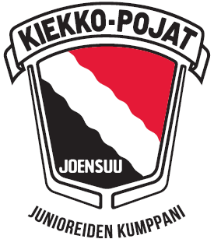 KIEKKO-POJAT
JOENSUU
JUNIOREIDEN KUMPPANI